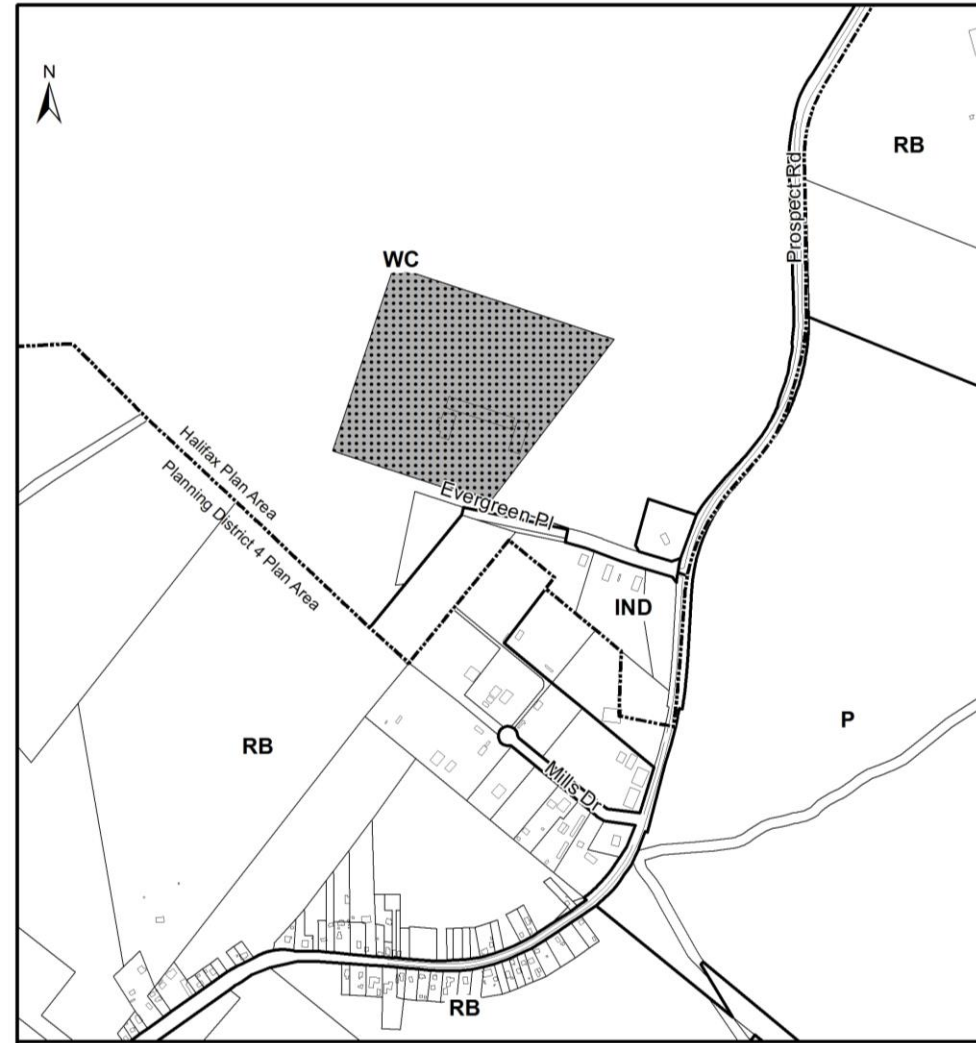 N
RB
Prospect Rd
WC
Halifax Plan Area
Planning District 4 Plan Area
Evergreen Pl
IND
P
RB
Mills Dr
RB